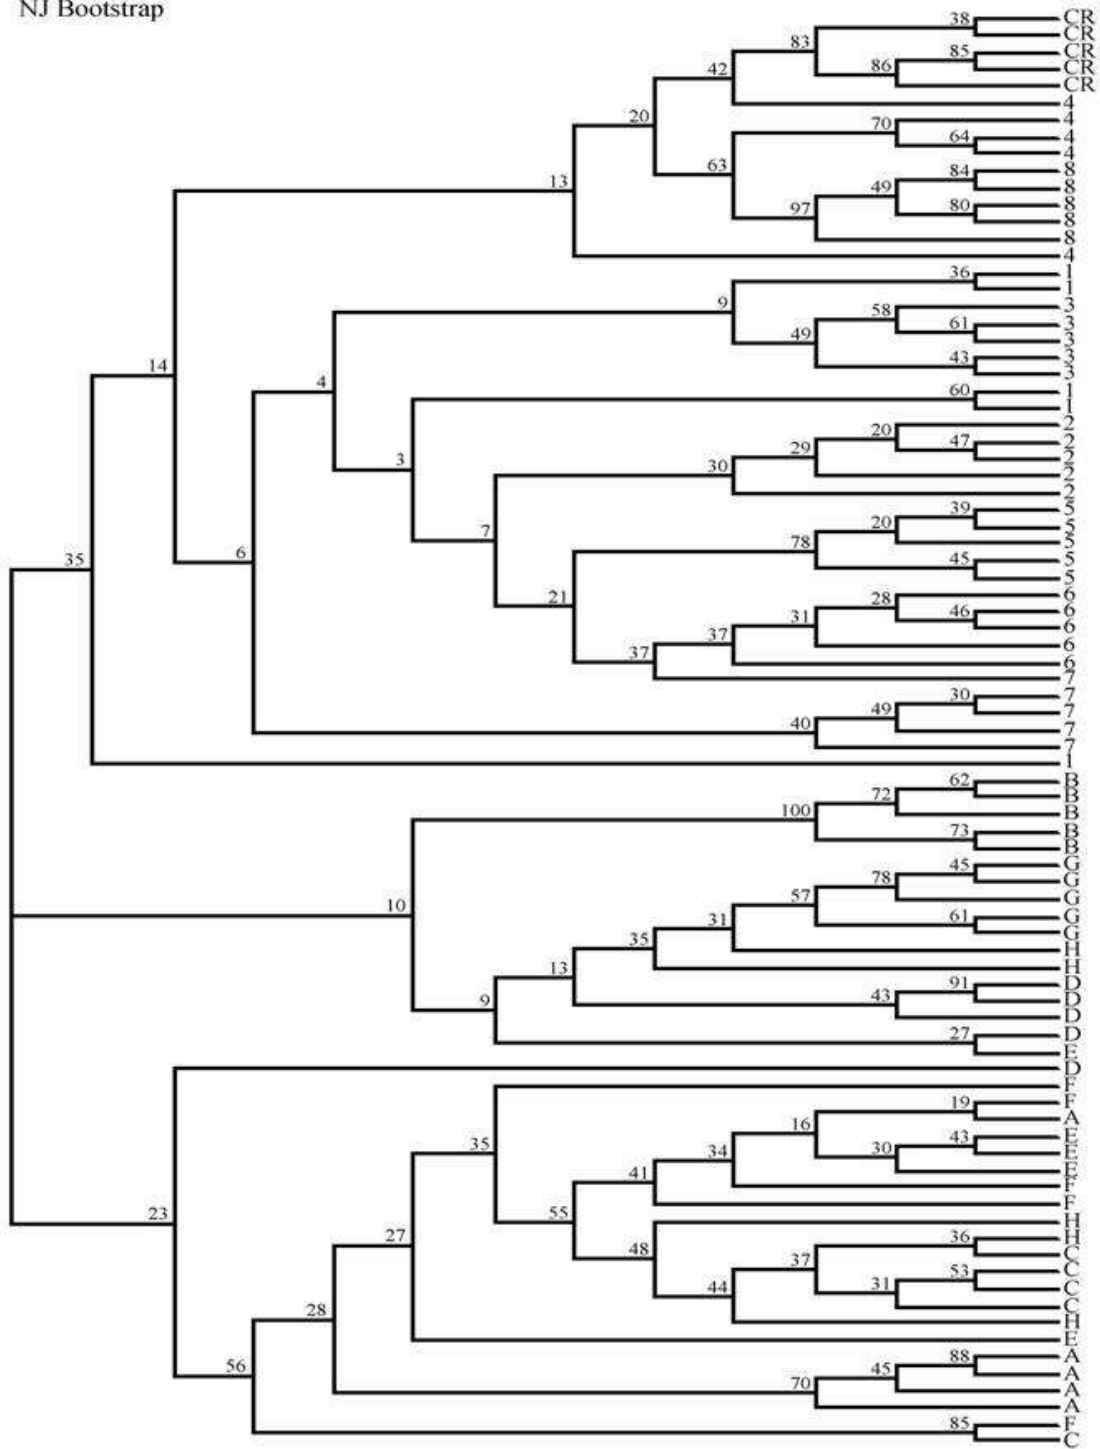 NJ Bootstrap
38 CR
CR
83
85 CR
86 CR
42
CR
4
20
70 4
64 4
4
63
84 8
13
49 8
97 80 8
8
8
4
36 1
1
9 58 3
61 3
49 3
43 3
14
3
4
60 1
1
20 2
29 47 2
3 30 2
2
2
39 5
7 20 5
78 5
6 35
45 5
5
21 28 6
31 46 6
37 6
37 6
6
7
30 7
49 7
40 7
7
1
62 B
72 B
100 B
73 B
B
45 G
78 G
57 G
10
31 61 G
35 G
H
13 H
91 D
9 43 D
D
27 D
E
D
F
19 F
16 A
35 34 43 E
30 E
41 E
F
F
23 55 H
27 36 H
48 37 C
53 C
44 31 C
C
28 H
E
88 A
56 45 A
70 A
A
85 F
C